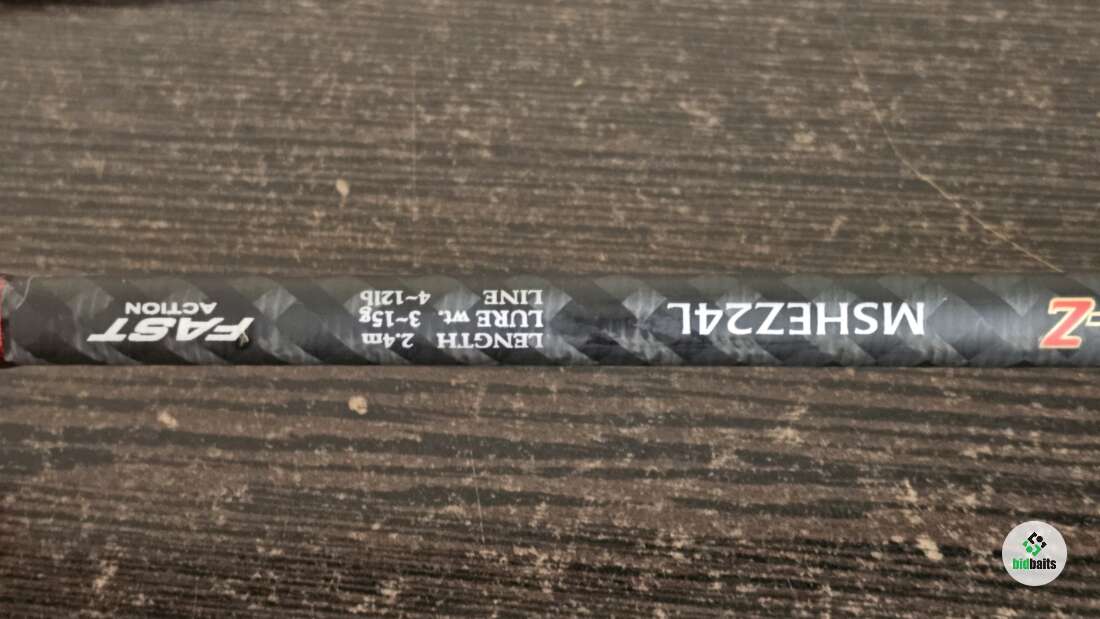 Z
MSHEZ24L
LENGTH 2.4m
LURE wt. 3~15g
LINE 4~12lb
FAST
ACTION
bidbaits